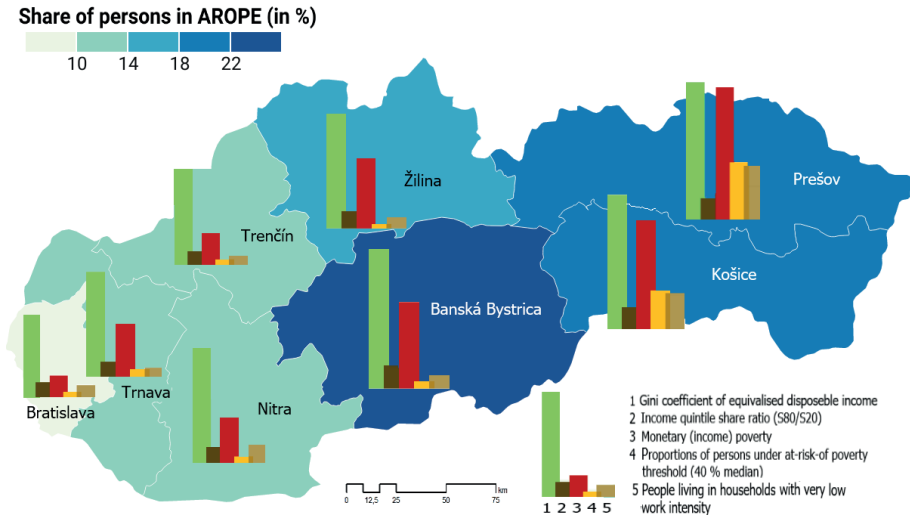 Share of persons in AROPE (in %)
10 14 18 22
Žilina
Prešov
Trenčín
Košice
Banská Bystrica
Trnava
Nitra
Bratislava
1 Gini coefficient of equivalised disposeble income
2 Income quintile share ratio (S80/S20)
3 Monetary (income) poverty
4 Proportions of persons under at-risk-of poverty
threshold (40 % median)
5 People living in households with very low
work intensity
km
0 12,5 25 50 75
1 2 3 4 5